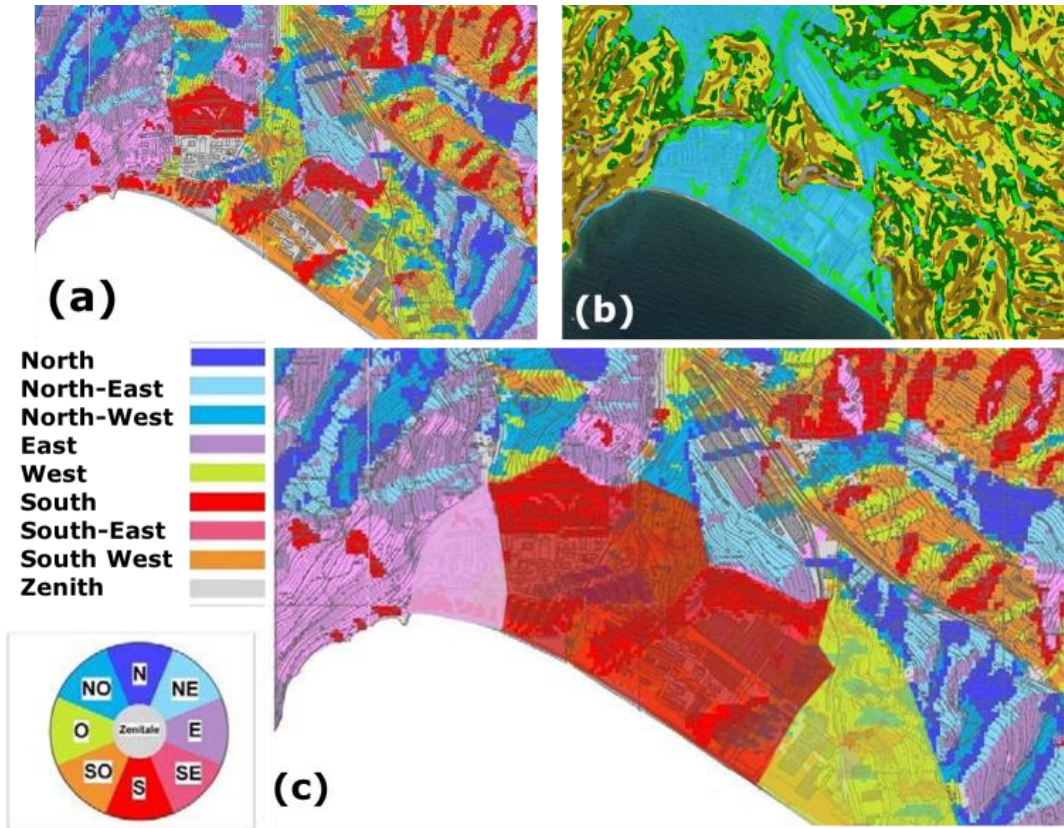 (a)
(b)
North
North-East
North-West
East
West
South
South-East
South West
Zenith
N
NO
NE
O
Zenitale
E
SO
SE
S
(c)